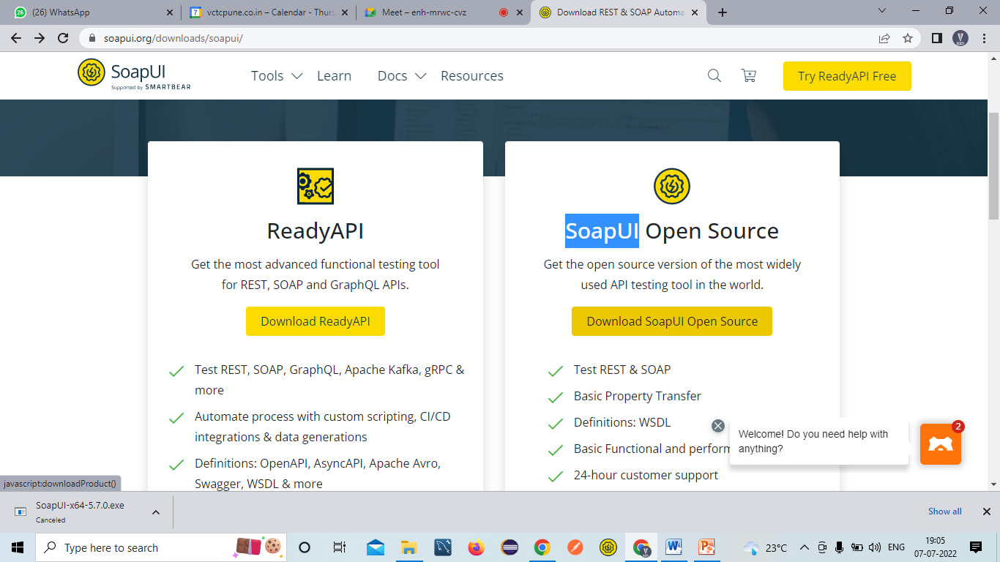 (26) WhatsApp
vctcpune.co.in – Calendar - Thurs
Meet – enh-mrwc-cvz
Download REST & SOAP Automa
soapui.org/downloads/soapui/
SoapUI
Supported by SMARTBEAR
Tools
Learn
Docs
Resources
Try ReadyAPI Free
ReadyAPI
Get the most advanced functional testing tool
for REST, SOAP and GraphQL APIs.
Download ReadyAPI
Test REST, SOAP, GraphQL, Apache Kafka, gRPC &
more
Automate process with custom scripting, CI/CD
integrations & data generations
Definitions: OpenAPI, AsyncAPI, Apache Avro,
Swagger, WSDL & more
SoapUI Open Source
Get the open source version of the most widely
used API testing tool in the world.
Download SoapUI Open Source
Test REST & SOAP
Basic Property Transfer
Definitions: WSDL
Basic Functional and perform
24-hour customer support
Welcome! Do you need help with
anything?
2
javascript:downloadProduct()
SoapUI-x64-5.7.0.exe
Canceled
Show all
Type here to search
23°C
ENG
19:05
07-07-2022